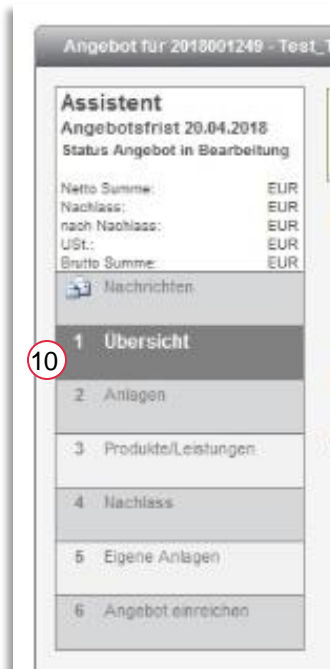 Angebot für 2018001249 - Test_T
Assistent
Angebotsfrist 20.04.2018
Status Angebot in Bearbeitung
Netto Summe: EUR
Nachlass: EUR
nach Nachlass: EUR
USt.: EUR
Brutto Summe: EUR
Nachrichten
1 Übersicht
10
2 Anlagen
3 Produkte/Leistungen
4 Nachlass
5 Eigene Anlagen
6 Angebot einreichen